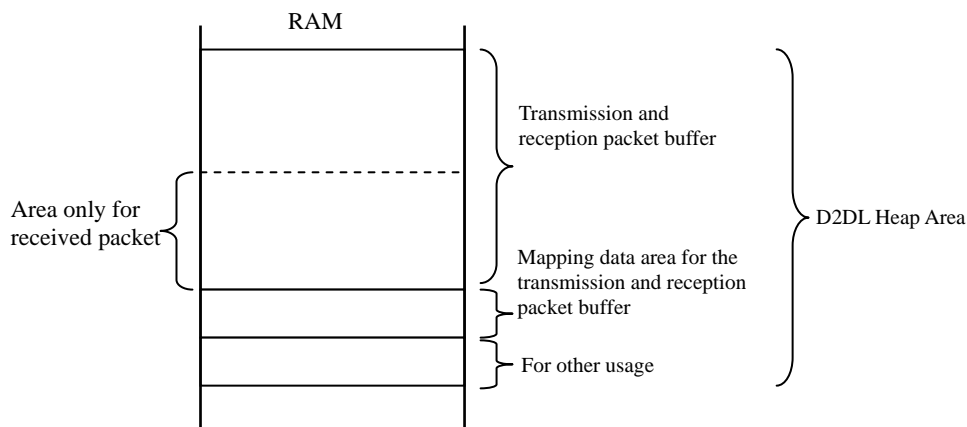 RAM
Transmission and
reception packet buffer
Area only for
received packet
D2DL Heap Area
Mapping data area for the
transmission and reception
packet buffer
For other usage